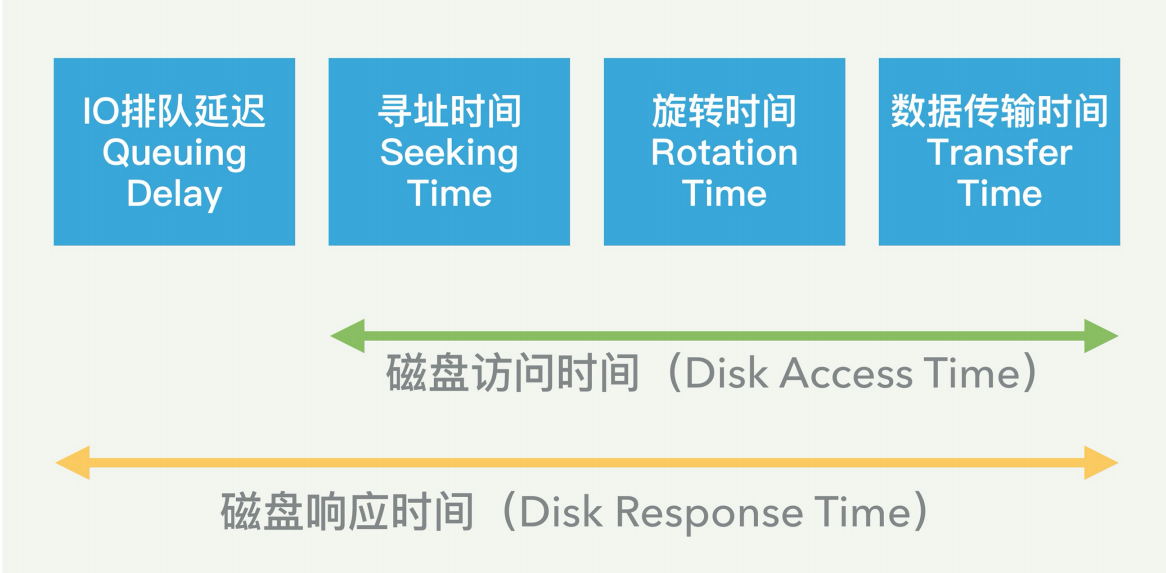 IO排队延迟
Queuing
Delay
寻址时间
Seeking
Time
旋转时间
Rotation
Time
数据传输时间
Transfer
Time
磁盘访问时间（Disk Access Time）
磁盘响应时间（Disk Response Time）